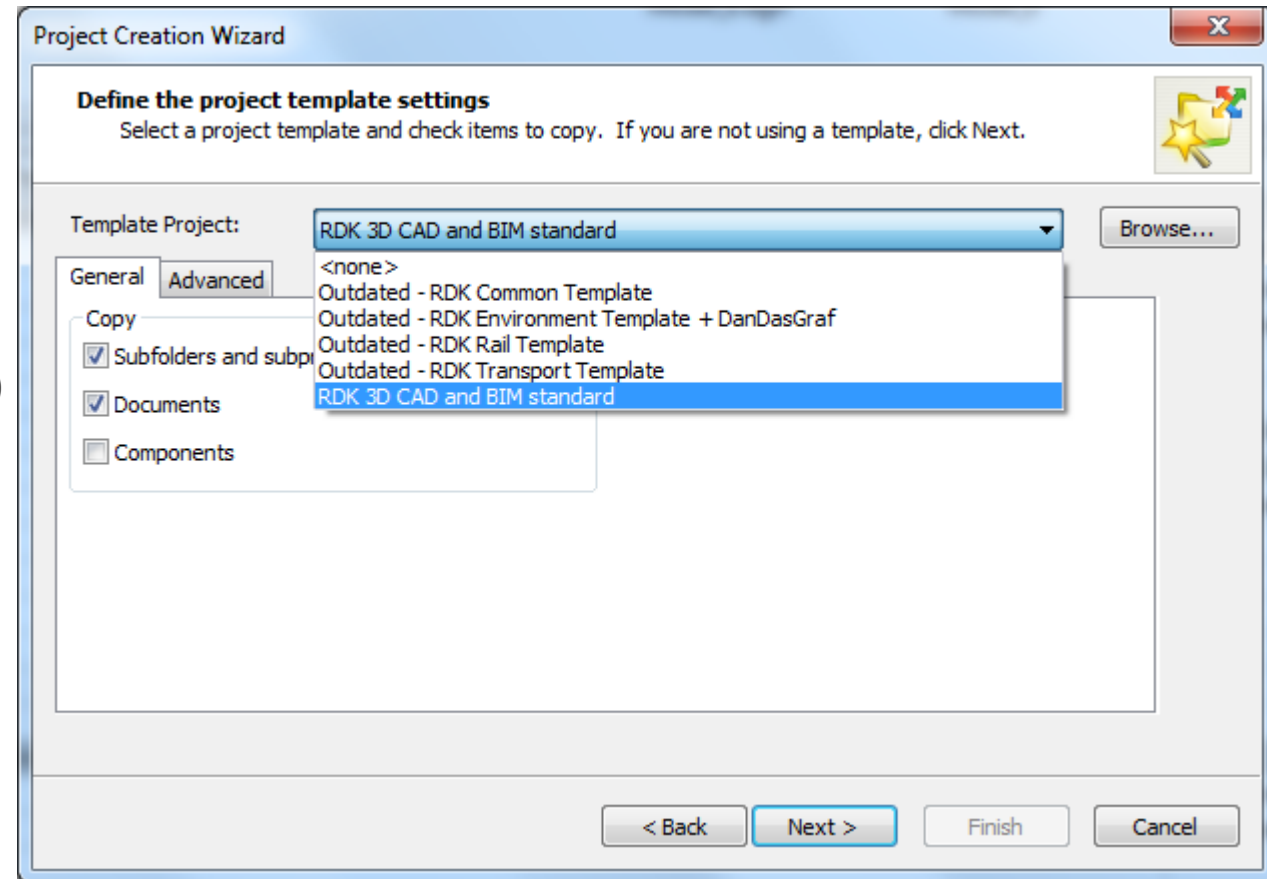 Project Creation Wizard
Define the project template settings
Select a project template and check items to copy. If you are not using a template, click Next.
Template Project:
RDK 3D CAD and BIM standard
Browse...
<none>
Outdated - RDK Common Template
Outdated - RDK Environment Template + DanDasGraf
Outdated - RDK Rail Template
Outdated - RDK Transport Template
RDK 3D CAD and BIM standard
General Advanced
Copy
Subfolders and subp
Documents
Components
< Back Next > Finish Cancel